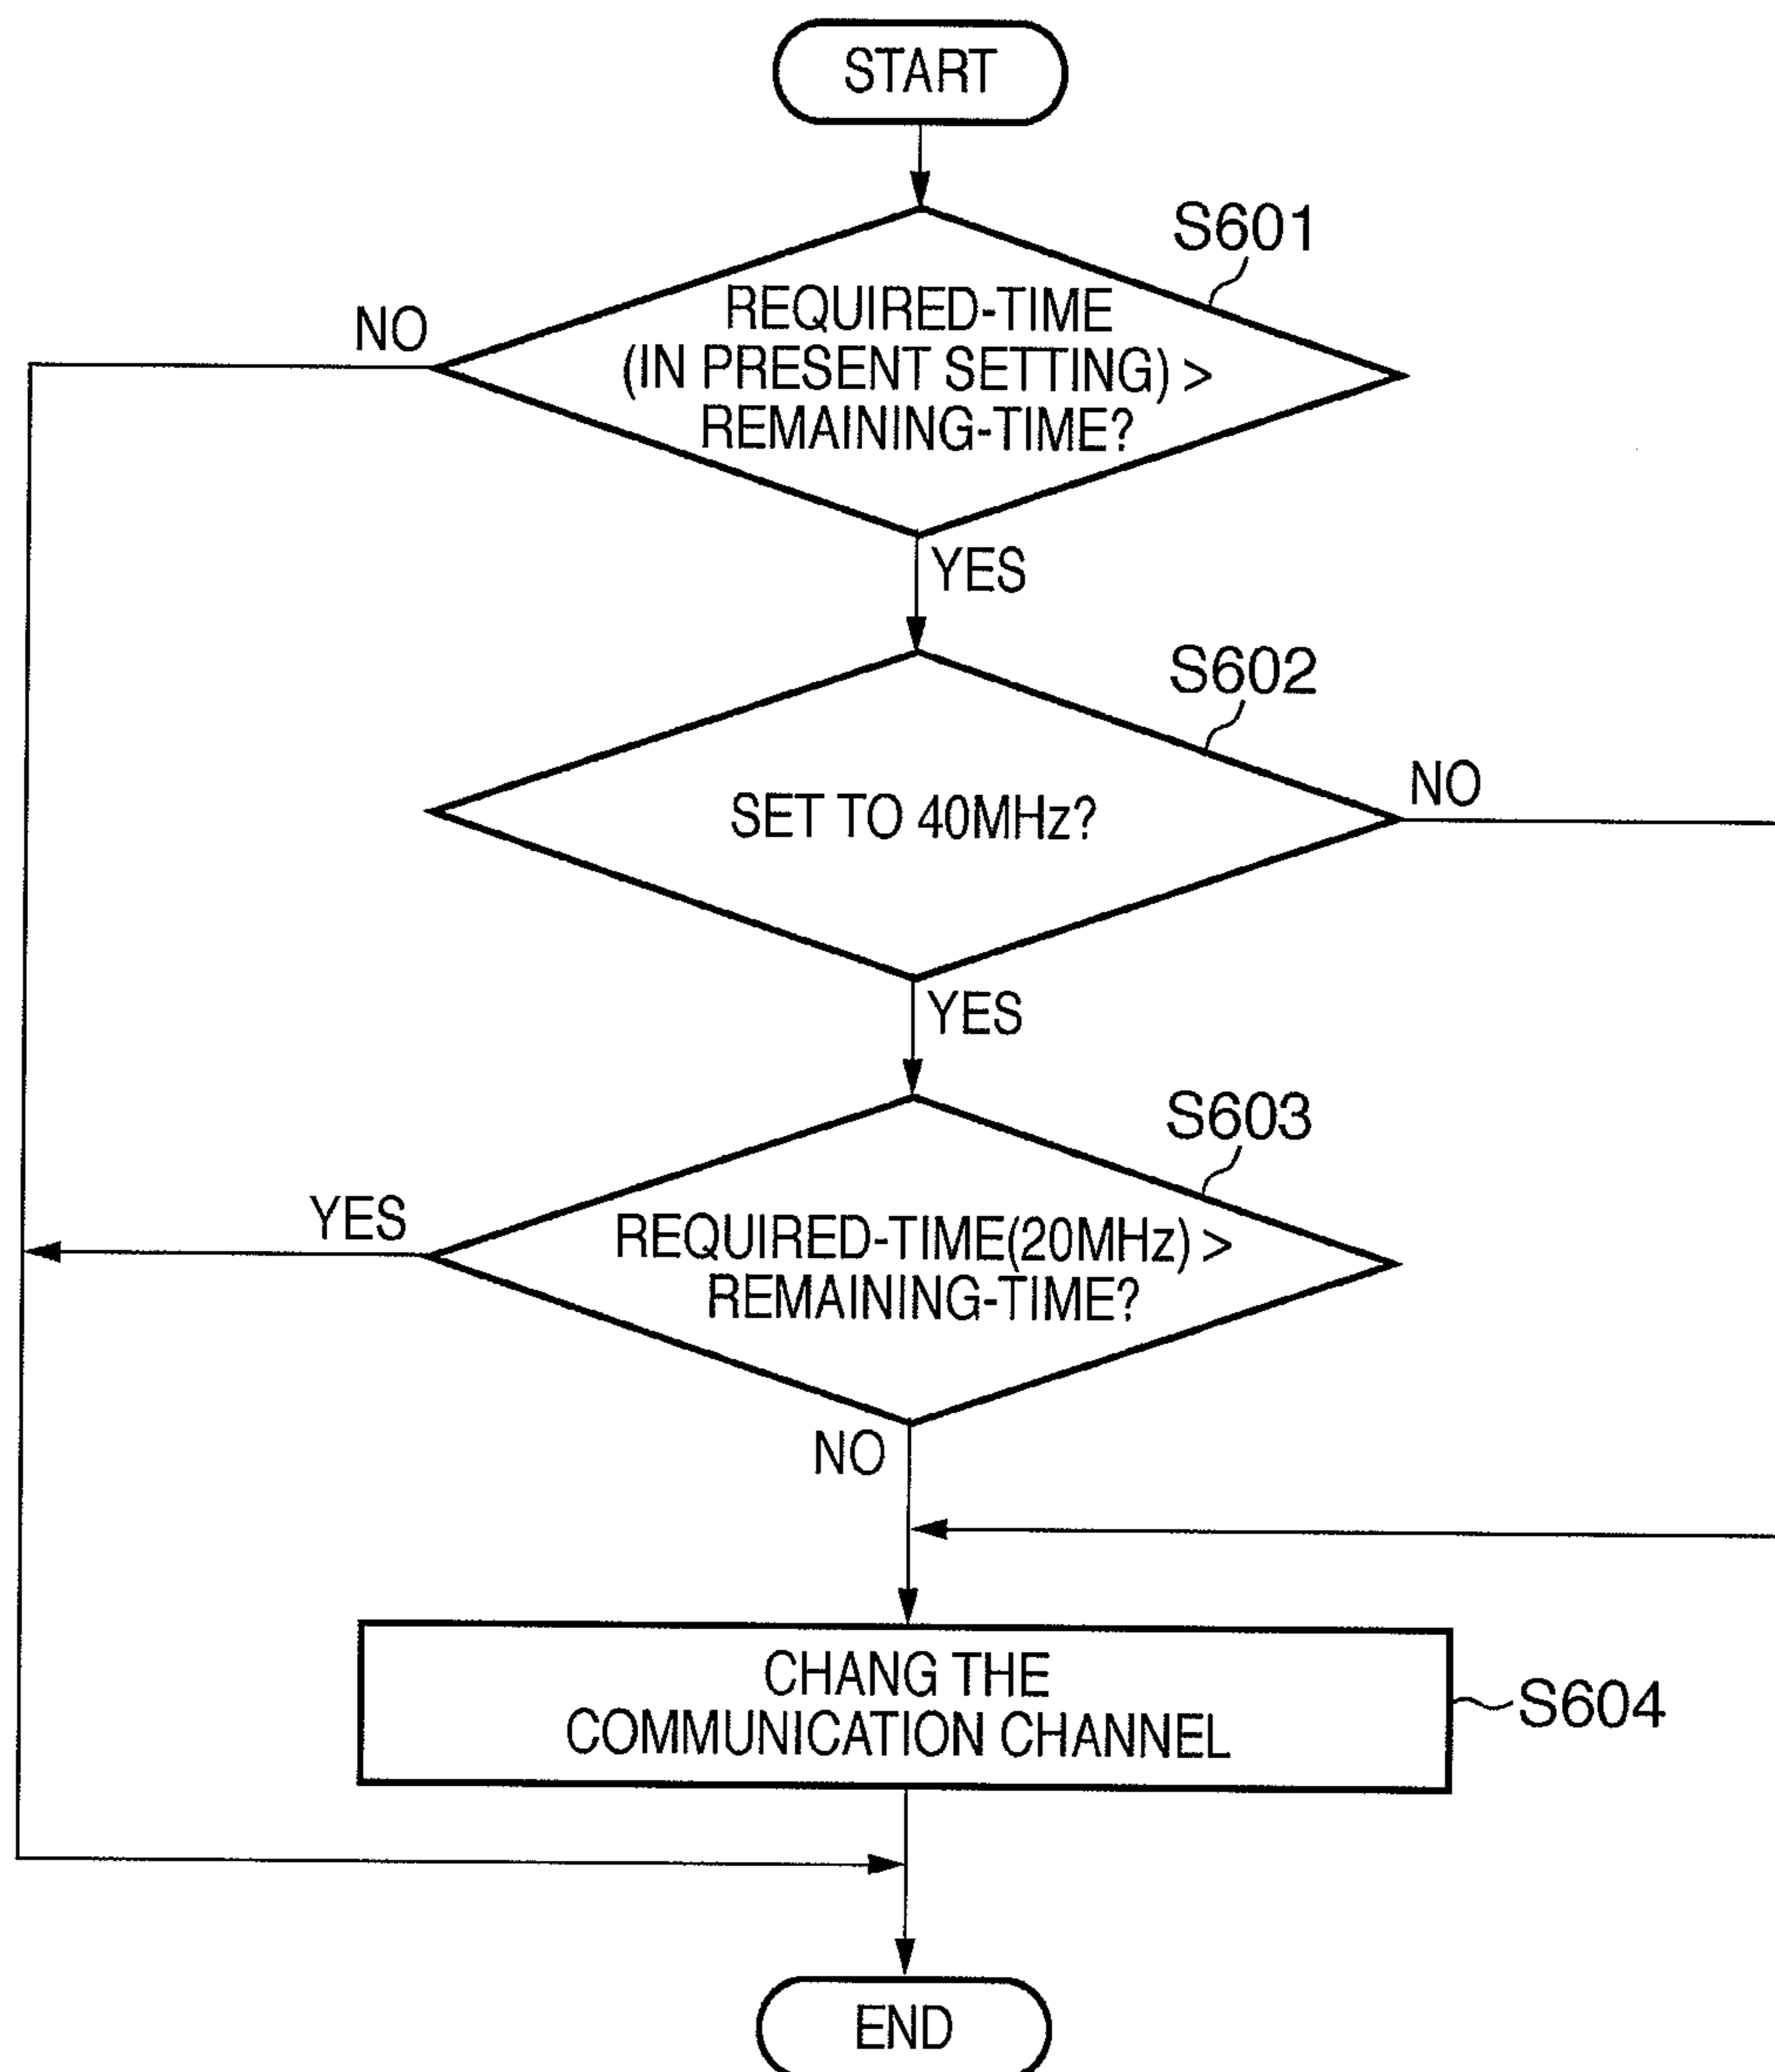 START
S601
NO
REQUIRED-TIME
(IN PRESENT SETTING) >
REMAINING-TIME?
YES
S602
NO
SET TO 40MHz?
YES
S603
YES
REQUIRED-TIME(20MHz) >
REMAINING-TIME?
NO
CHANG THE
COMMUNICATION CHANNEL
S604
END